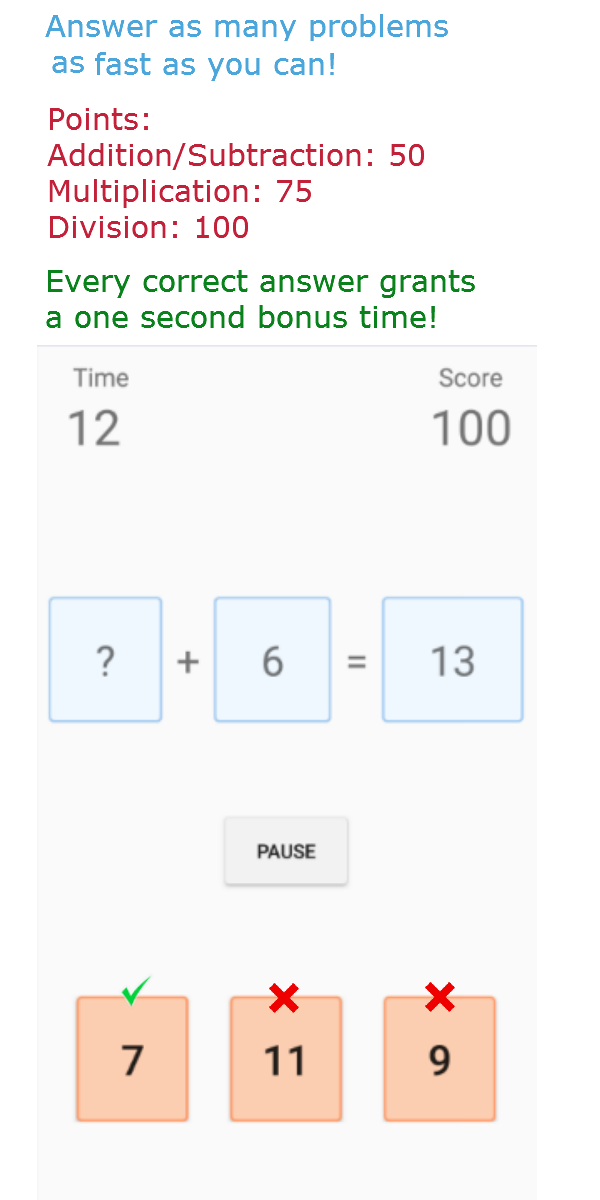 Answer as many problems
as fast as you can!
Points:
Addition/Subtraction: 50
Multiplication: 75
Division: 100
Every correct answer grants
a one second bonus time!
Time Score
12 100
? + 6 = 13
PAUSE
7 11 9